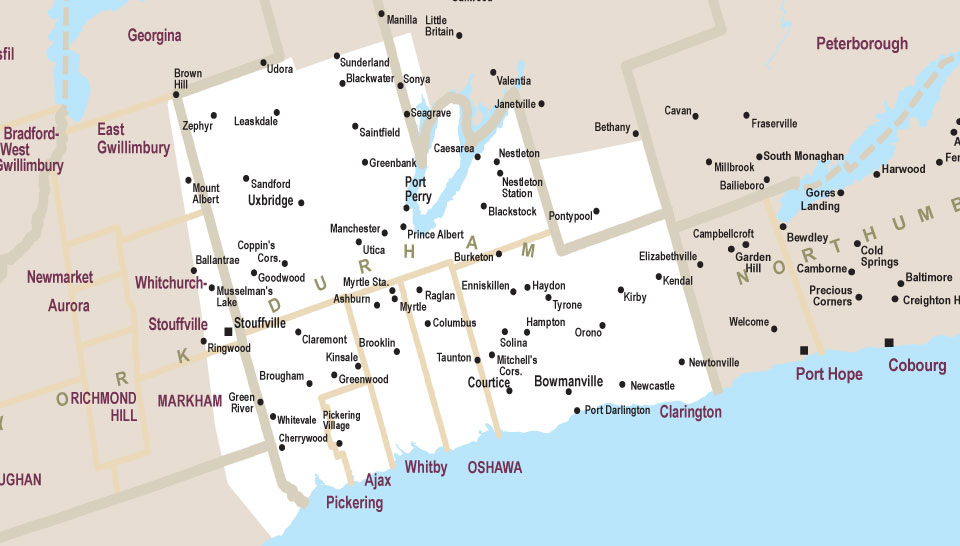 Manilla
Little
Britain
Georgina
Peterborough
sfil
Sunderland
Udora
Brown
Hill
Blackwater
Sonya
Valentia
Janetville
Seagrave
Cavan
Fraserville
Bethany
Zephyr
Leaskdale
Saintfield
Bradford-
West
Gwillimbury
East
Gwillimbury
Caesarea
Nestleton
Greenbank
Nestleton
Station
South Monaghan
Millbrook
Bailieboro
Harwood
Fer
Mount
Albert
Sandford
Uxbridge
Port
Perry
Blackstock
Pontypool
Gores
Landing
Manchester
Prince Albert
Utica
Campbellcroft
Bewdley
Coppin's
Cors.
Burketon
Elizabethville
Garden
Hill
Cold
Springs
Ballantrae
Goodwood
Camborne
Newmarket
Whitchurch-
Musselman's
Lake
Myrtle Sta.
Enniskillen
Haydon
Kendal
Baltimore
Aurora
Ashburn
Myrtle
Raglan
Tyrone
Kirby
Precious
Corners
Creighton H
Stouffville
Stouffville
Columbus
Hampton
Orono
Welcome
Ringwood
Claremont
Brooklin
Solina
Kinsale
Taunton
Mitchell's
Cors.
Newtonville
Port Hope
Cobourg
Brougham
Greenwood
Courtice
Bowmanville
Newcastle
RICHMOND
HILL
MARKHAM
Green
River
Whitevale
Pickering
Village
Port Darlington
Clarington
Cherrywood
Ajax
Whitby
OSHAWA
UGHAN
Pickering
Y O R K
D U R H A M
N O R T H U M B